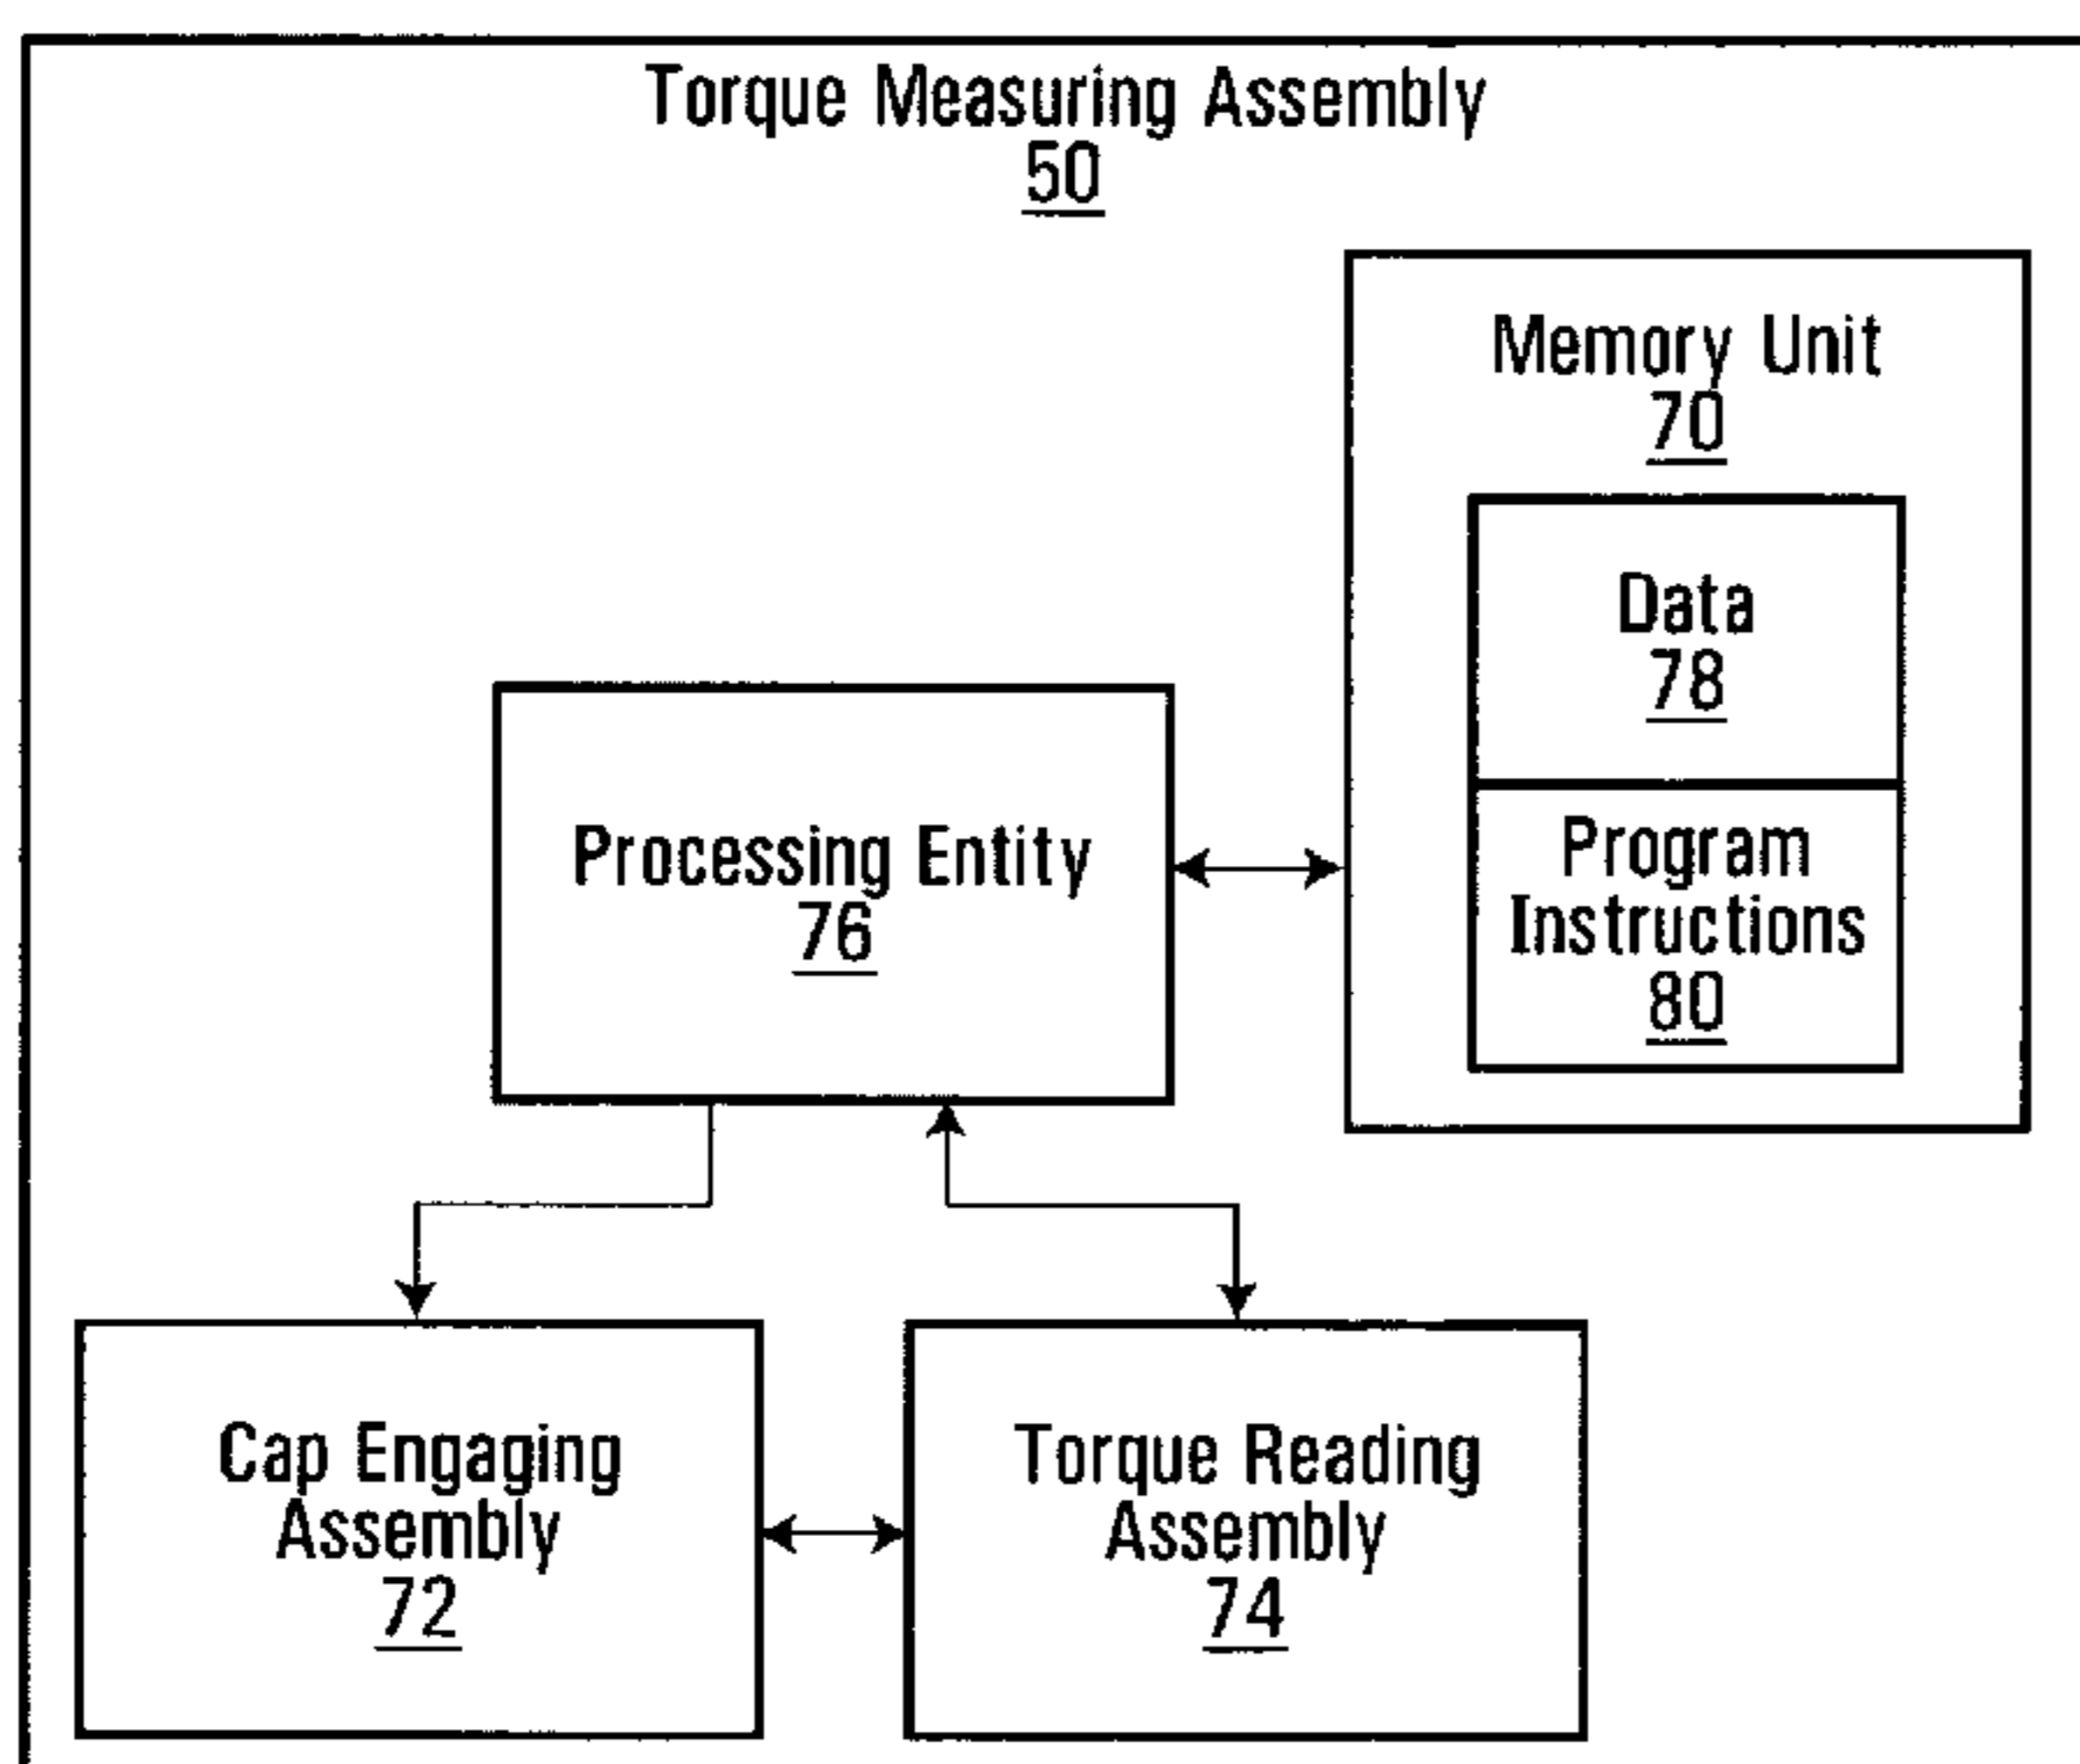 Torque Measuring Assembly
50
Memory Unit
70
Data
78
Program
Instructions
80
Processing Entity
76
Cap Engaging
Assembly
72
Torque Reading
Assembly
74